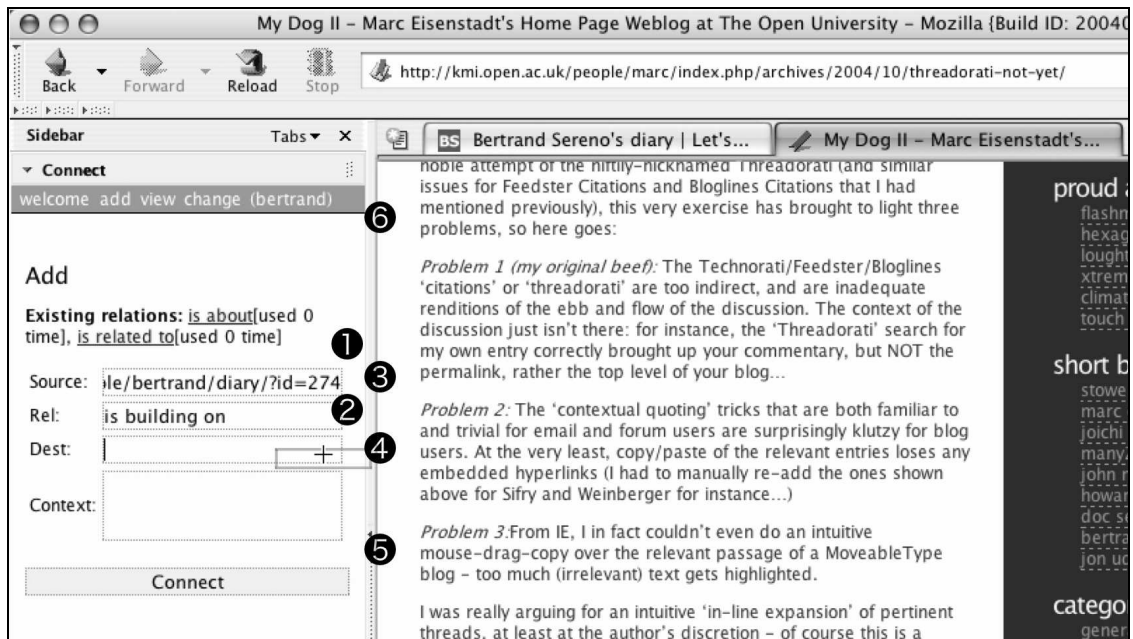 My Dog II – Marc Eisenstadt's Home Page Weblog at The Open University – Mozilla {Build ID: 20040
Back Forward Reload Stop
http://kmi.open.ac.uk/people/marc/index.php/archives/2004/10/threadorati-not-yet/
Sidebar Tabs ▾ x
BS Bertrand Sereno's diary | Let's...
My Dog II – Marc Eisenstadt's...
Connect
welcome add view change (bertrand)
Add
Existing relations: is about[used 0
time], is related to[used 0 time]
1
Source: le/bertrand/diary/?id=274
3
Rel: is building on
2
Dest:
4
Context:
5
Connect
6
noble attempt of the niftily-nicknamed Threadorati (and similar
issues for Feedster Citations and Bloglines Citations that I had
mentioned previously), this very exercise has brought to light three
problems, so here goes:
Problem 1 (my original beef): The Technorati/Feedster/Bloglines
‘citations’ or ‘threadorati’ are too indirect, and are inadequate
renditions of the ebb and flow of the discussion. The context of the
discussion just isn’t there: for instance, the ‘Threadorati’ search for
my own entry correctly brought up your commentary, but NOT the
permalink, rather the top level of your blog...
Problem 2: The ‘contextual quoting’ tricks that are both familiar to
and trivial for email and forum users are surprisingly klutzy for blog
users. At the very least, copy/paste of the relevant entries loses any
embedded hyperlinks (I had to manually re-add the ones shown
above for Sifry and Weinberger for instance...)
Problem 3:From IE, I in fact couldn’t even do an intuitive
mouse-drag-copy over the relevant passage of a MoveableType
blog – too much (irrelevant) text gets highlighted.
I was really arguing for an intuitive ‘in-line expansion’ of pertinent
threads, at least at the author’s discretion – of course this is a
proud a
flashm
hexag
lought
xtrem
climat
touch
short b
stowe
marc
joichi
many
john r
howar
doc se
bertra
jon ud
catego
gener